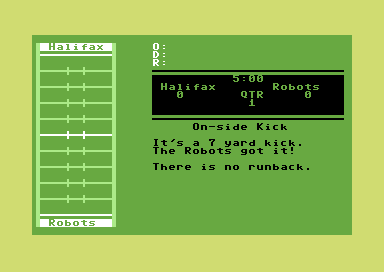 Halifax
O:
D:
R:
5:00
Halifax Robots
0 QTR 0
1
On-side Kick
It's a 7 yard kick.
The Robots got it!
There is no runback.
Robots